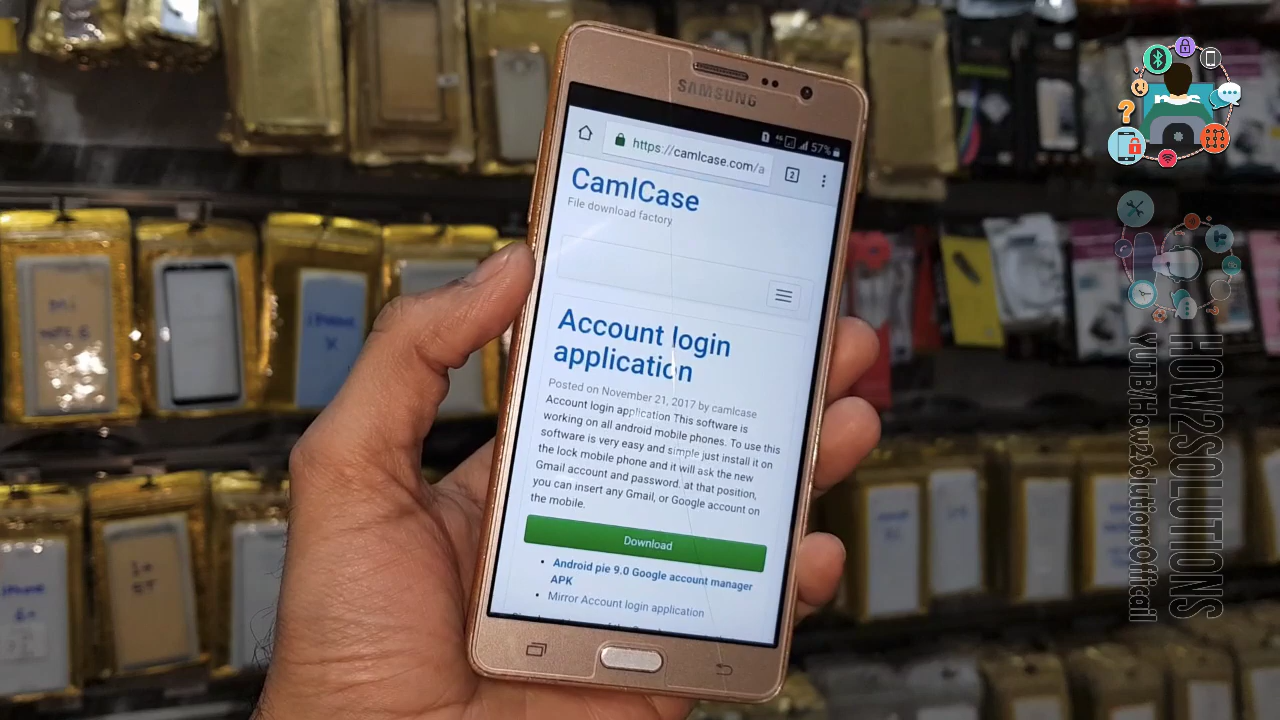 SAMSUNG
57%
https://camlcase.com/a
2
CamlCase
File download factory
Account login
application
Posted on November 21, 2017 by camlcase
Account login application This software is
working on all android mobile phones. To use this
software is very easy and simple just install it on
the lock mobile phone and it will ask the new
Gmail account and password. at that position,
you can insert any Gmail, or Google account on
the mobile.
Download
Android pie 9.0 Google account manager
APK
Mirror Account login application
HOW2SOLUTIONS
YUTB/How2SolutionsOfficail
IPHONE
X